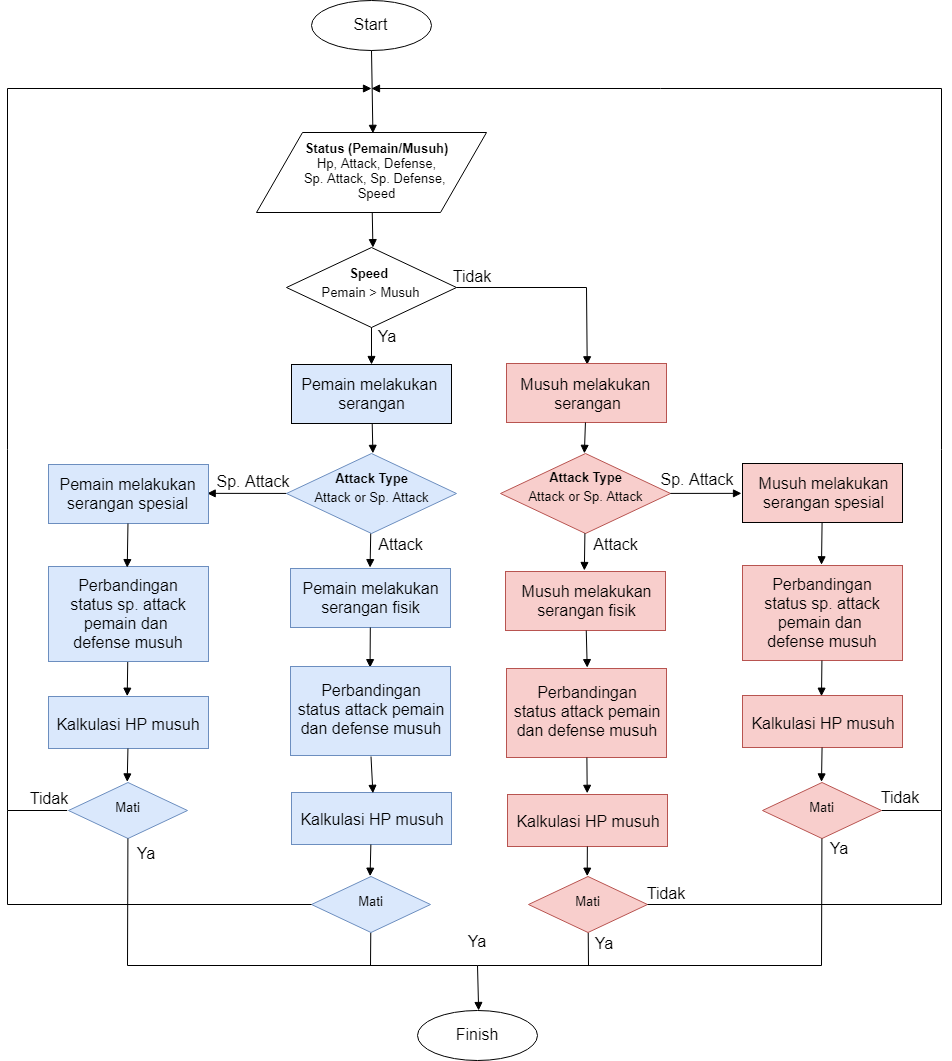 Start
Status (Pemain/Musuh)
Hp, Attack, Defense,
Sp. Attack, Sp. Defense,
Speed
Speed
Pemain > Musuh
Tidak
Ya
Pemain melakukan
serangan
Musuh melakukan
serangan
Attack Type
Attack or Sp. Attack
Sp. Attack
Attack
Pemain melakukan
serangan spesial
Perbandingan
status sp. attack
pemain dan
defense musuh
Kalkulasi HP musuh
Mati
Tidak
Ya
Pemain melakukan
serangan fisik
Perbandingan
status attack pemain
dan defense musuh
Kalkulasi HP musuh
Mati
Ya
Attack Type
Attack or Sp. Attack
Sp. Attack
Attack
Musuh melakukan
serangan fisik
Perbandingan
status attack pemain
dan defense musuh
Kalkulasi HP musuh
Mati
Tidak
Ya
Musuh melakukan
serangan spesial
Perbandingan
status sp. attack
pemain dan
defense musuh
Kalkulasi HP musuh
Mati
Tidak
Ya
Finish